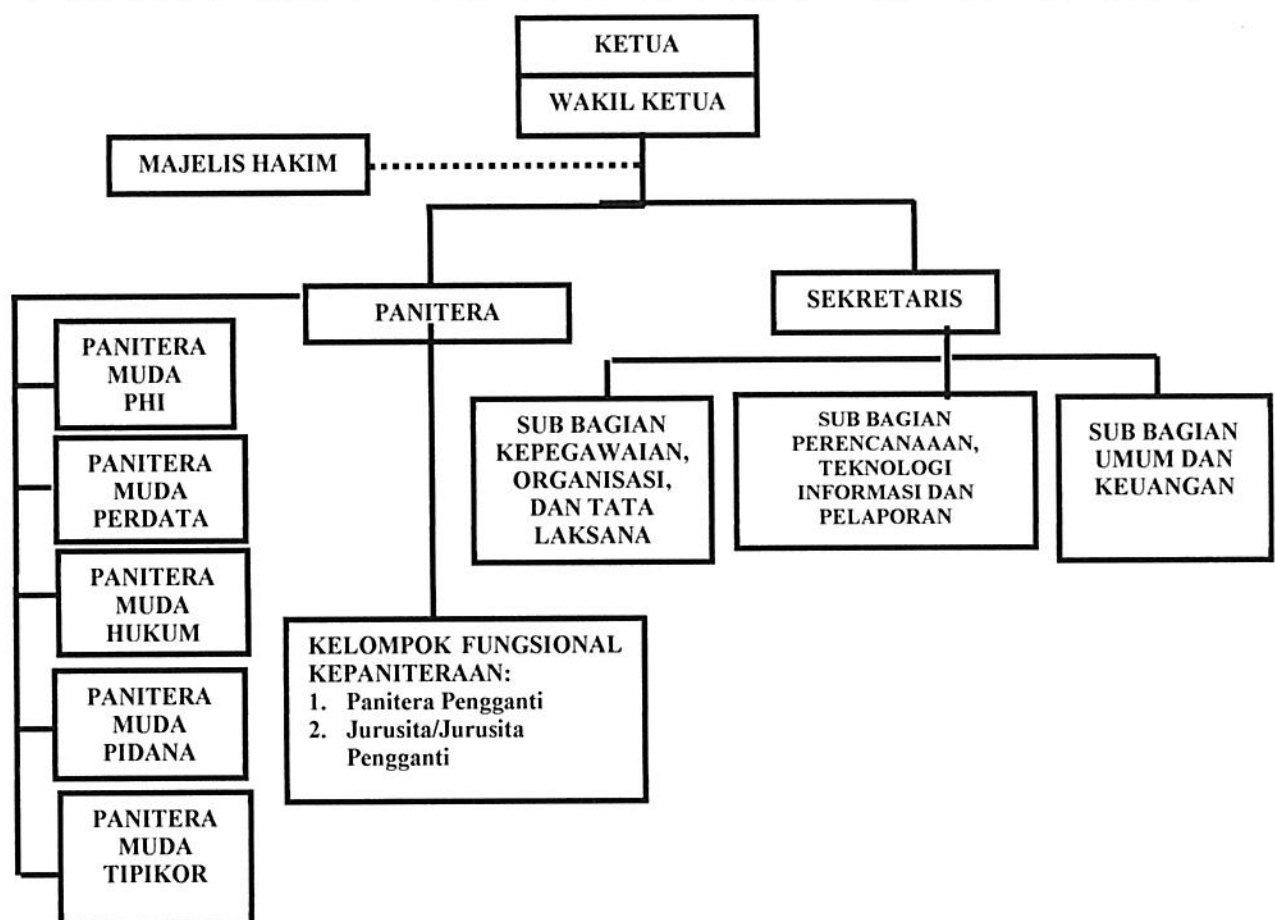 KETUA
WAKIL KETUA
MAJELIS HAKIM
PANITERA
SEKRETARIS
PANITERA
MUDA
PHI
PANITERA
MUDA
PERDATA
PANITERA
MUDA
HUKUM
PANITERA
MUDA
PIDANA
PANITERA
MUDA
TIPIKOR
KELOMPOK FUNGSIONAL
KEPANITERAAN:
1. Panitera Pengganti
2. Jurusita/Jurusita
Pengganti
SUB BAGIAN
KEPEGAWAIAN,
ORGANISASI,
DAN TATA
LAKSANA
SUB BAGIAN
PERENCANAAAN,
TEKNOLOGI
INFORMASI DAN
PELAPORAN
SUB BAGIAN
UMUM DAN
KEUANGAN